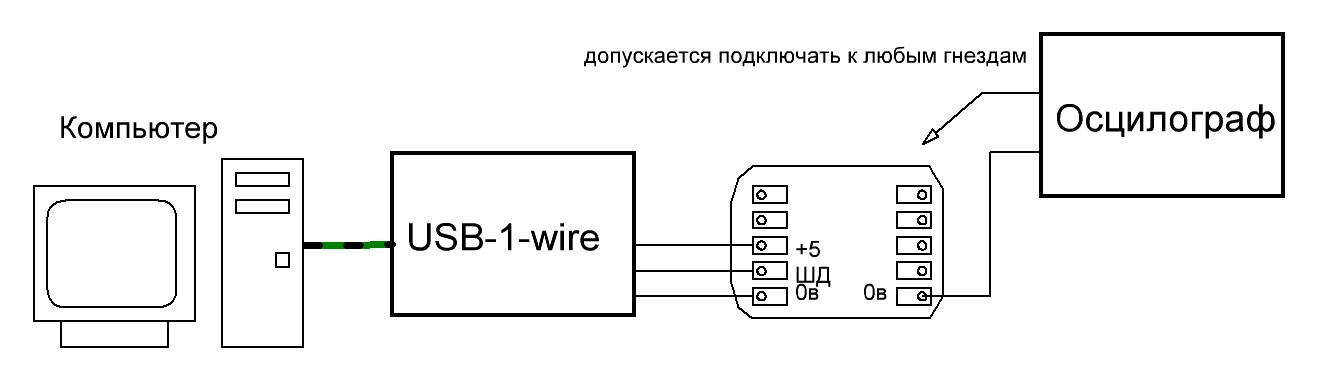 допускается подключать к любым гнездам
Осцилограф
Компьютер
USB-1-wire
+5
ШД
0в
0в